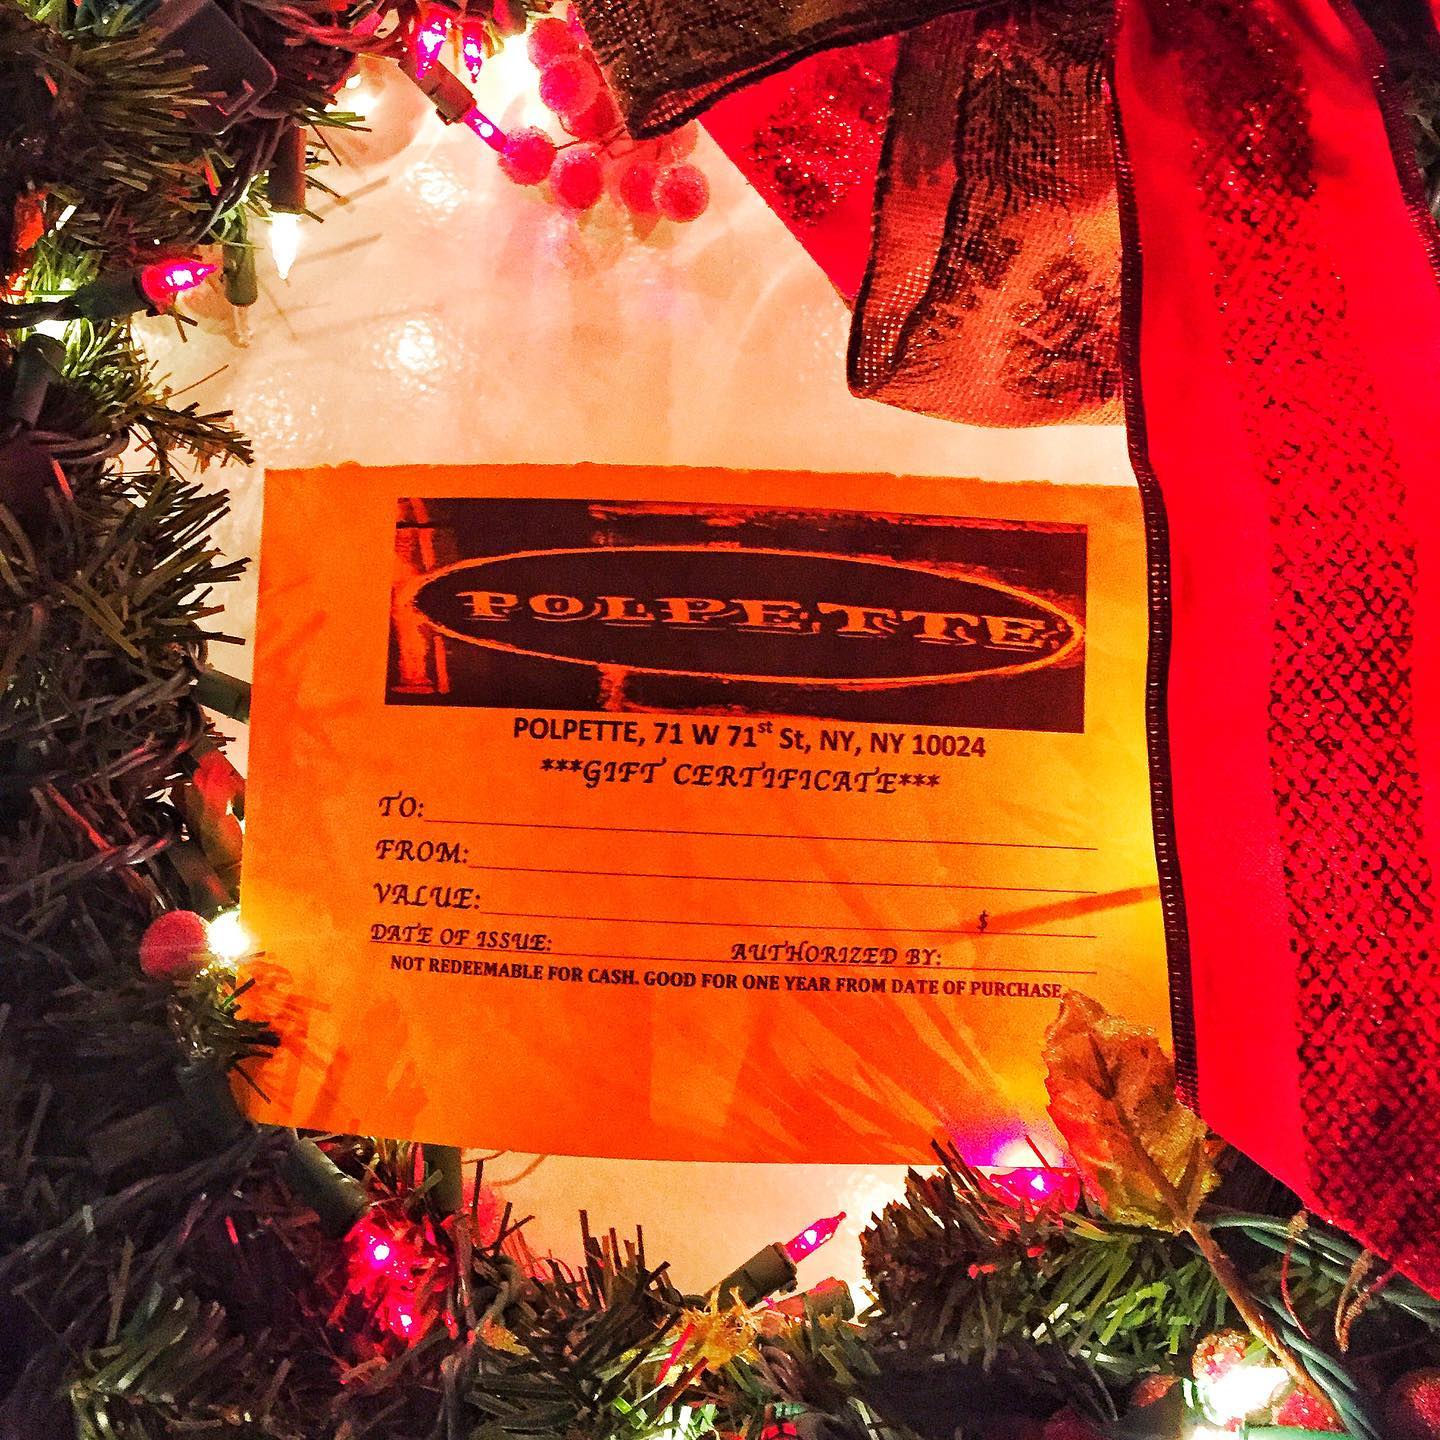 POLPETTE
POLPETTE, 71 W 71st St, NY, NY 10024
***GIFT CERTIFICATE***
TO:
FROM:
VALUE: $
DATE OF ISSUE: AUTHORIZED BY:
NOT REDEEMABLE FOR CASH. GOOD FOR ONE YEAR FROM DATE OF PURCHASE.